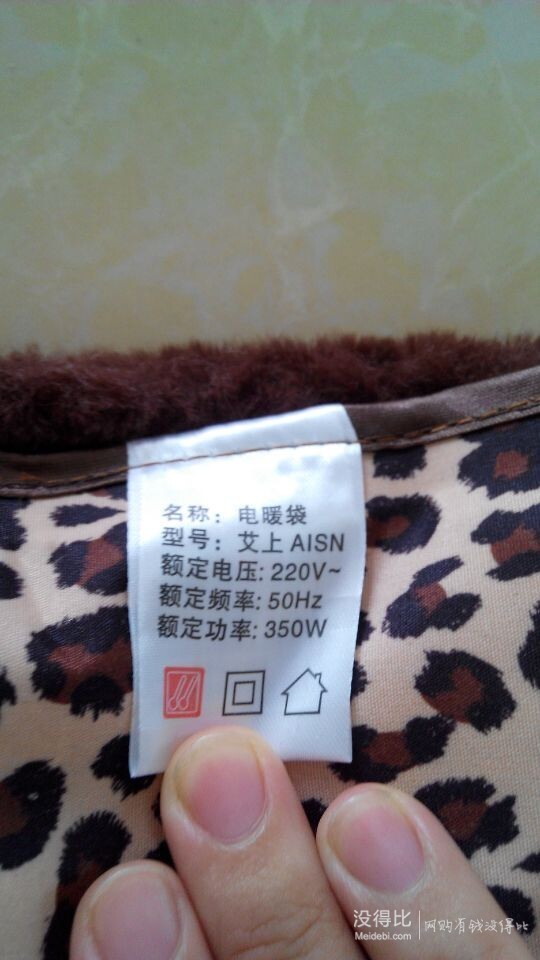 名称：电暖袋
型号：艾上 AISN
额定电压: 220V~
额定频率: 50Hz
额定功率: 350W
没得比
Meidebi.com
网购看钱没得比